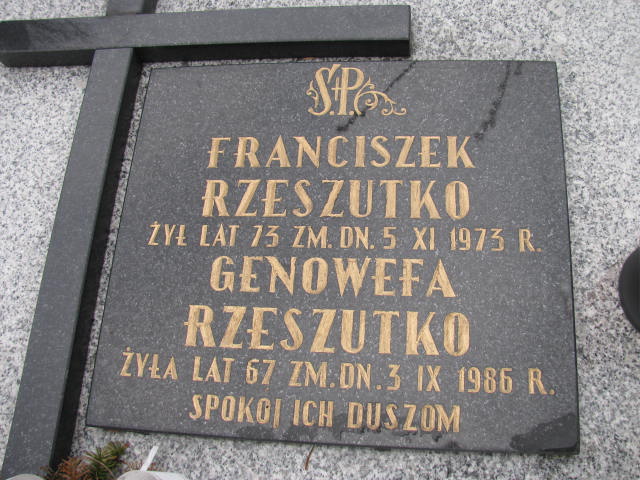 Ś.P.
FRANCISZEK
RZESZUTKO
ŻYŁ LAT 73 ZM. DN. 5 XI 1973 R.
GENOWEFA
RZESZUTKO
ŻYŁA LAT 67 ZM. DN. 3 IX 1986 R.
SPOKÓJ ICH DUSZOM